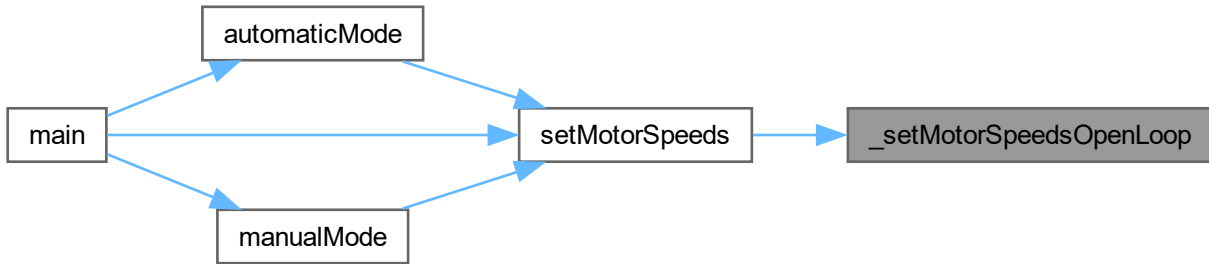 automaticMode
main
setMotorSpeeds
_setMotorSpeedsOpenLoop
manualMode